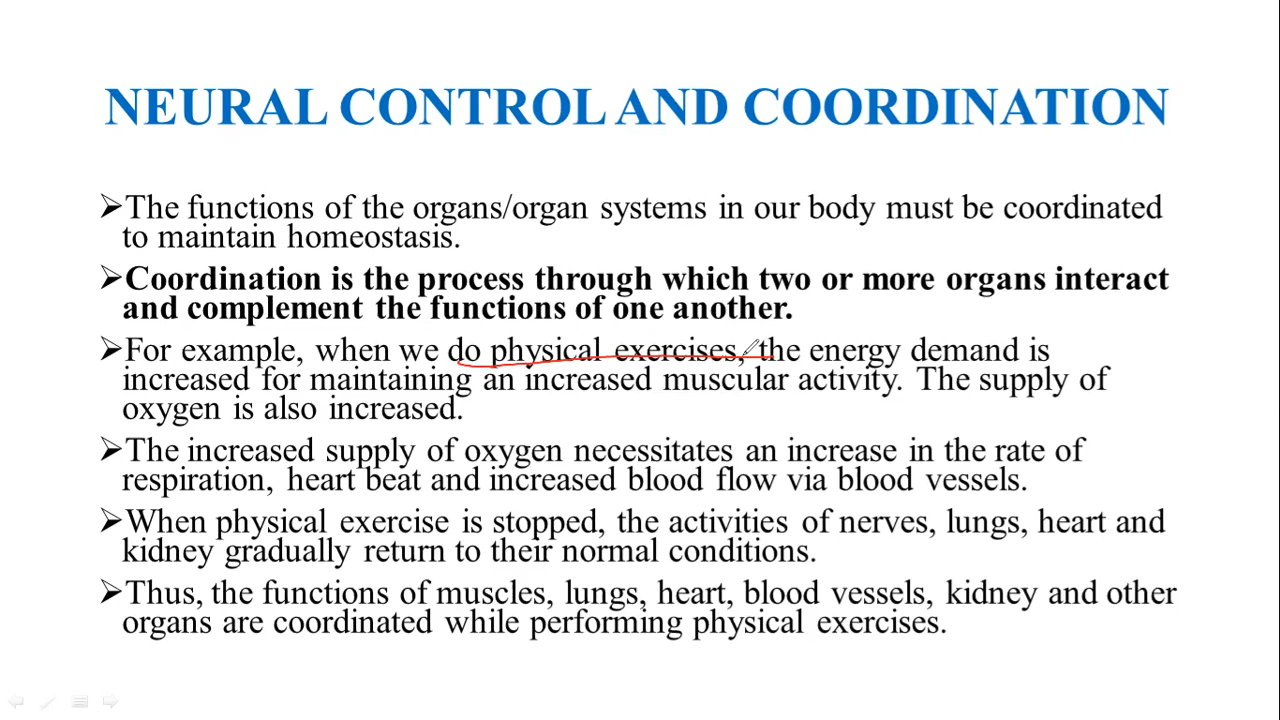 NEURAL CONTROL AND COORDINATION
➢The functions of the organs/organ systems in our body must be coordinated
to maintain homeostasis.
➢Coordination is the process through which two or more organs interact
and complement the functions of one another.
➢For example, when we do physical exercises, the energy demand is
increased for maintaining an increased muscular activity. The supply of
oxygen is also increased.
➢The increased supply of oxygen necessitates an increase in the rate of
respiration, heart beat and increased blood flow via blood vessels.
➢When physical exercise is stopped, the activities of nerves, lungs, heart and
kidney gradually return to their normal conditions.
➢Thus, the functions of muscles, lungs, heart, blood vessels, kidney and other
organs are coordinated while performing physical exercises.